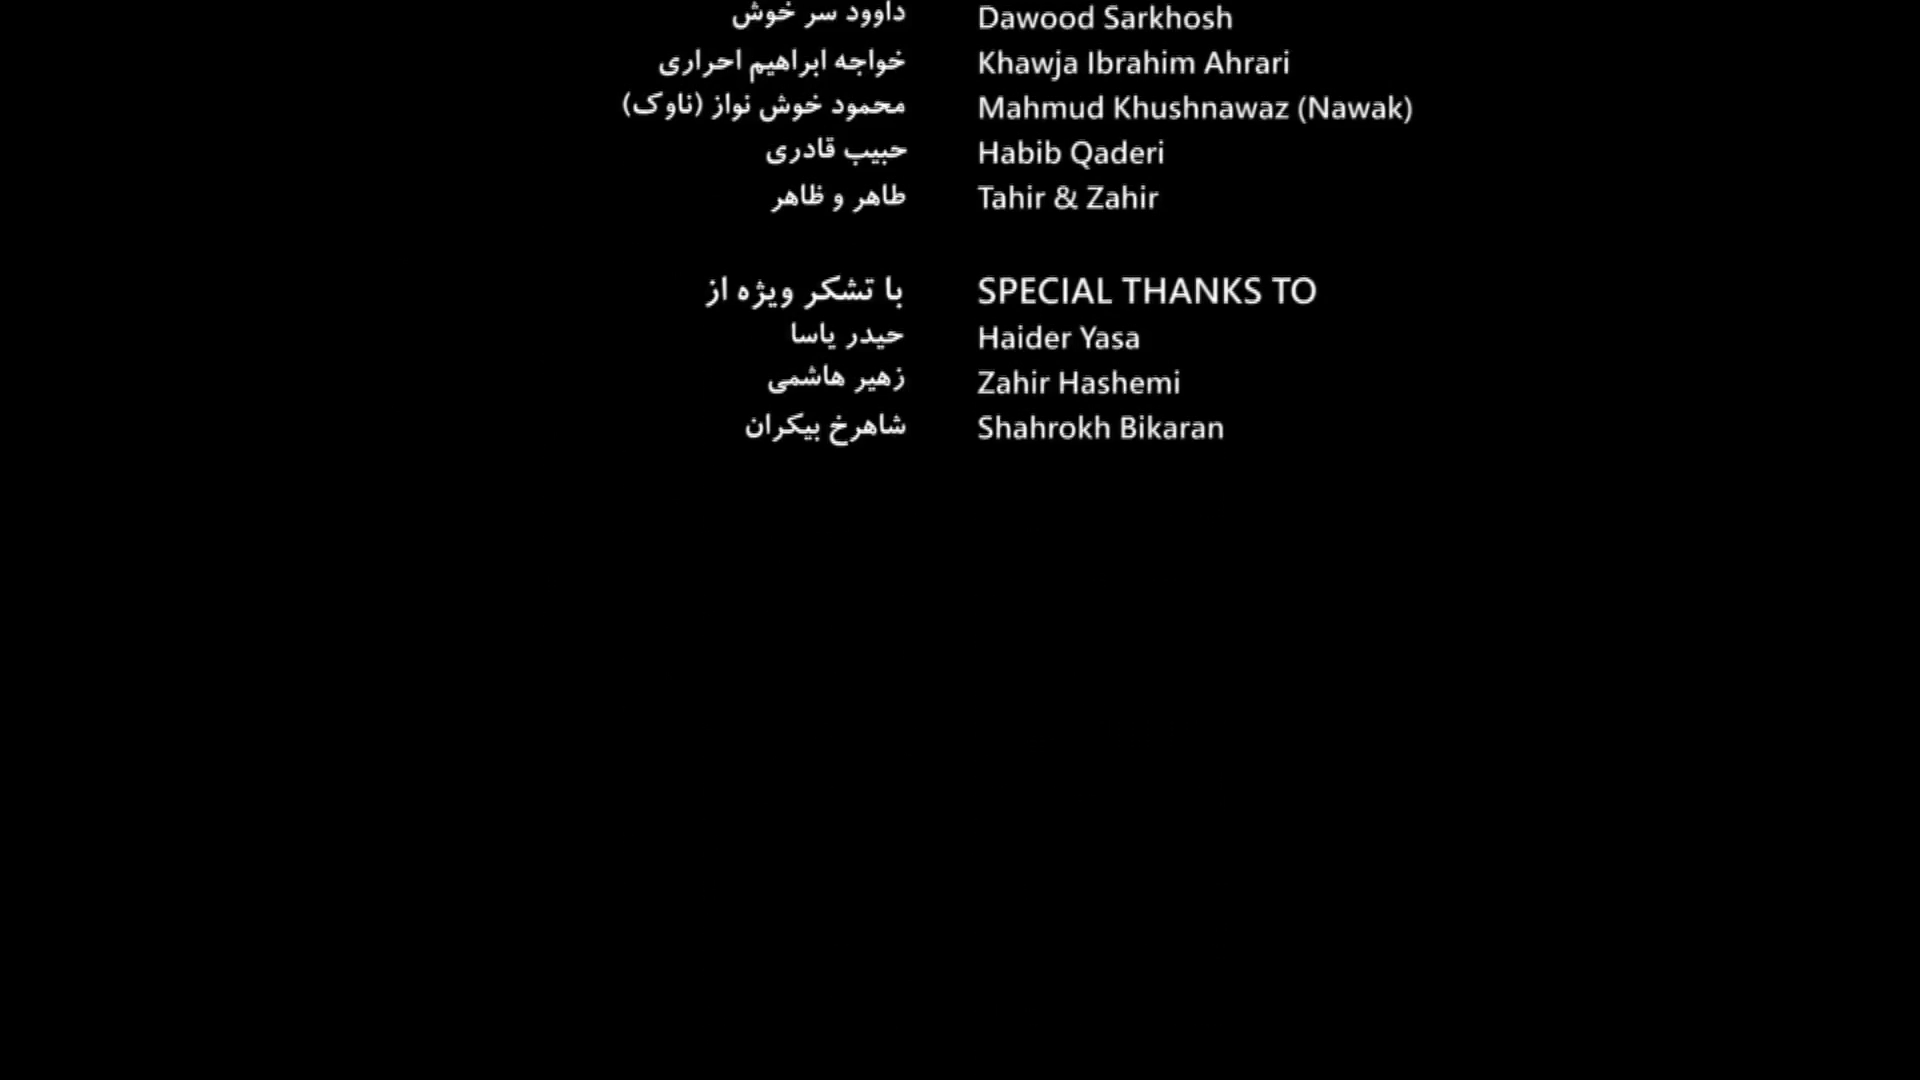 داوود سر خوش Dawood Sarkhosh
خواجه ابراهیم احراری Khawja Ibrahim Ahrari
محمود خوش نواز (ناوک) Mahmud Khushnawaz (Nawak)
حبیب قادری Habib Qaderi
طاهر و ظاهر Tahir & Zahir
با تشکر ویژه از SPECIAL THANKS TO
حیدر یاسا Haider Yasa
زهیر هاشمی Zahir Hashemi
شاهرخ بیکران Shahrokh Bikaran